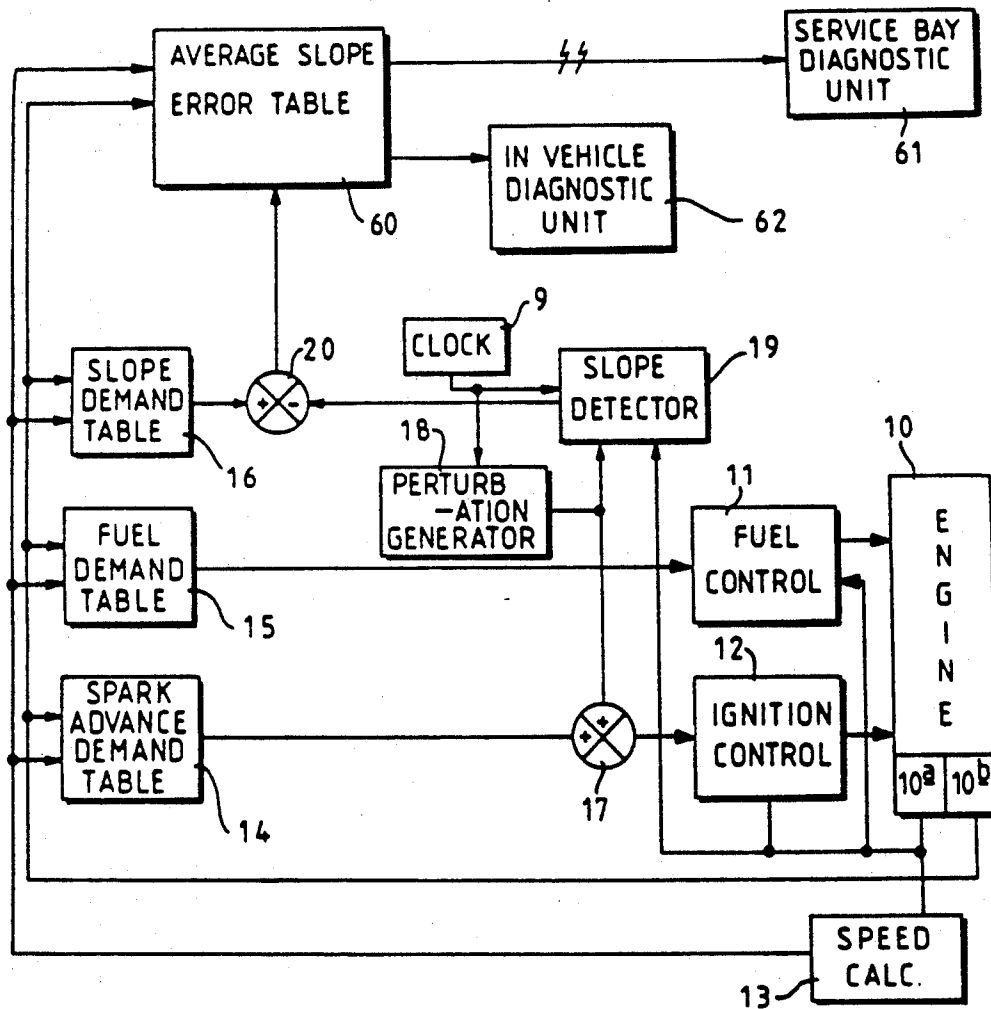 AVERAGE SLOPE
ERROR TABLE
60
SERVICE BAY
DIAGNOSTIC
UNIT
61
IN VEHICLE
DIAGNOSTIC
UNIT
62
SLOPE
DEMAND
TABLE
16
+ -
20
CLOCK
9
SLOPE
DETECTOR
19
PERTURB
-ATION
GENERATOR
18
FUEL
DEMAND
TABLE
15
FUEL
CONTROL
11
ENGINE
10
SPARK
ADVANCE
DEMAND
TABLE
14
+ +
17
IGNITION
CONTROL
12
10a 10b
SPEED
CALC.
13